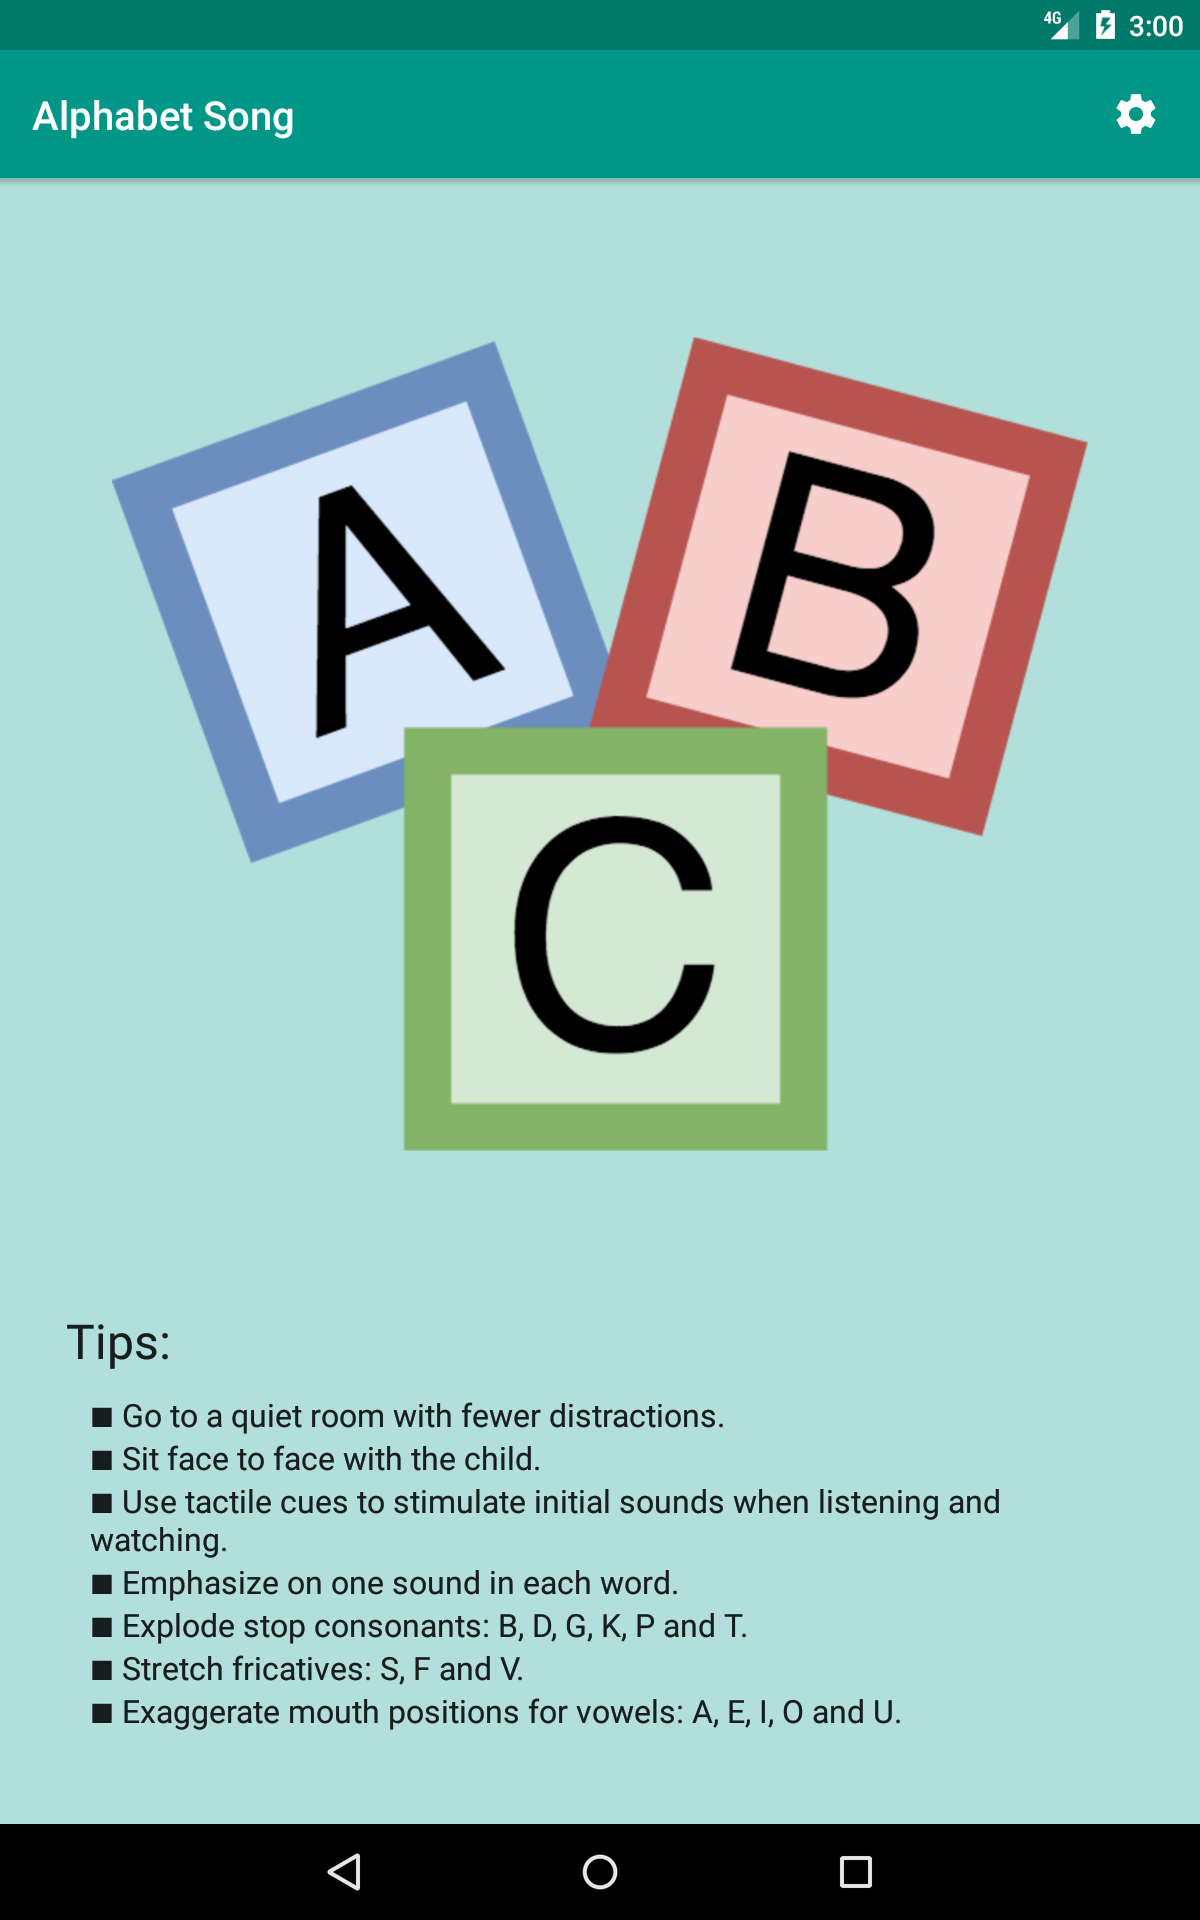 4G 3:00
Alphabet Song
A
B
C
Tips:
■ Go to a quiet room with fewer distractions.
■ Sit face to face with the child.
■ Use tactile cues to stimulate initial sounds when listening and
watching.
■ Emphasize on one sound in each word.
■ Explode stop consonants: B, D, G, K, P and T.
■ Stretch fricatives: S, F and V.
■ Exaggerate mouth positions for vowels: A, E, I, O and U.